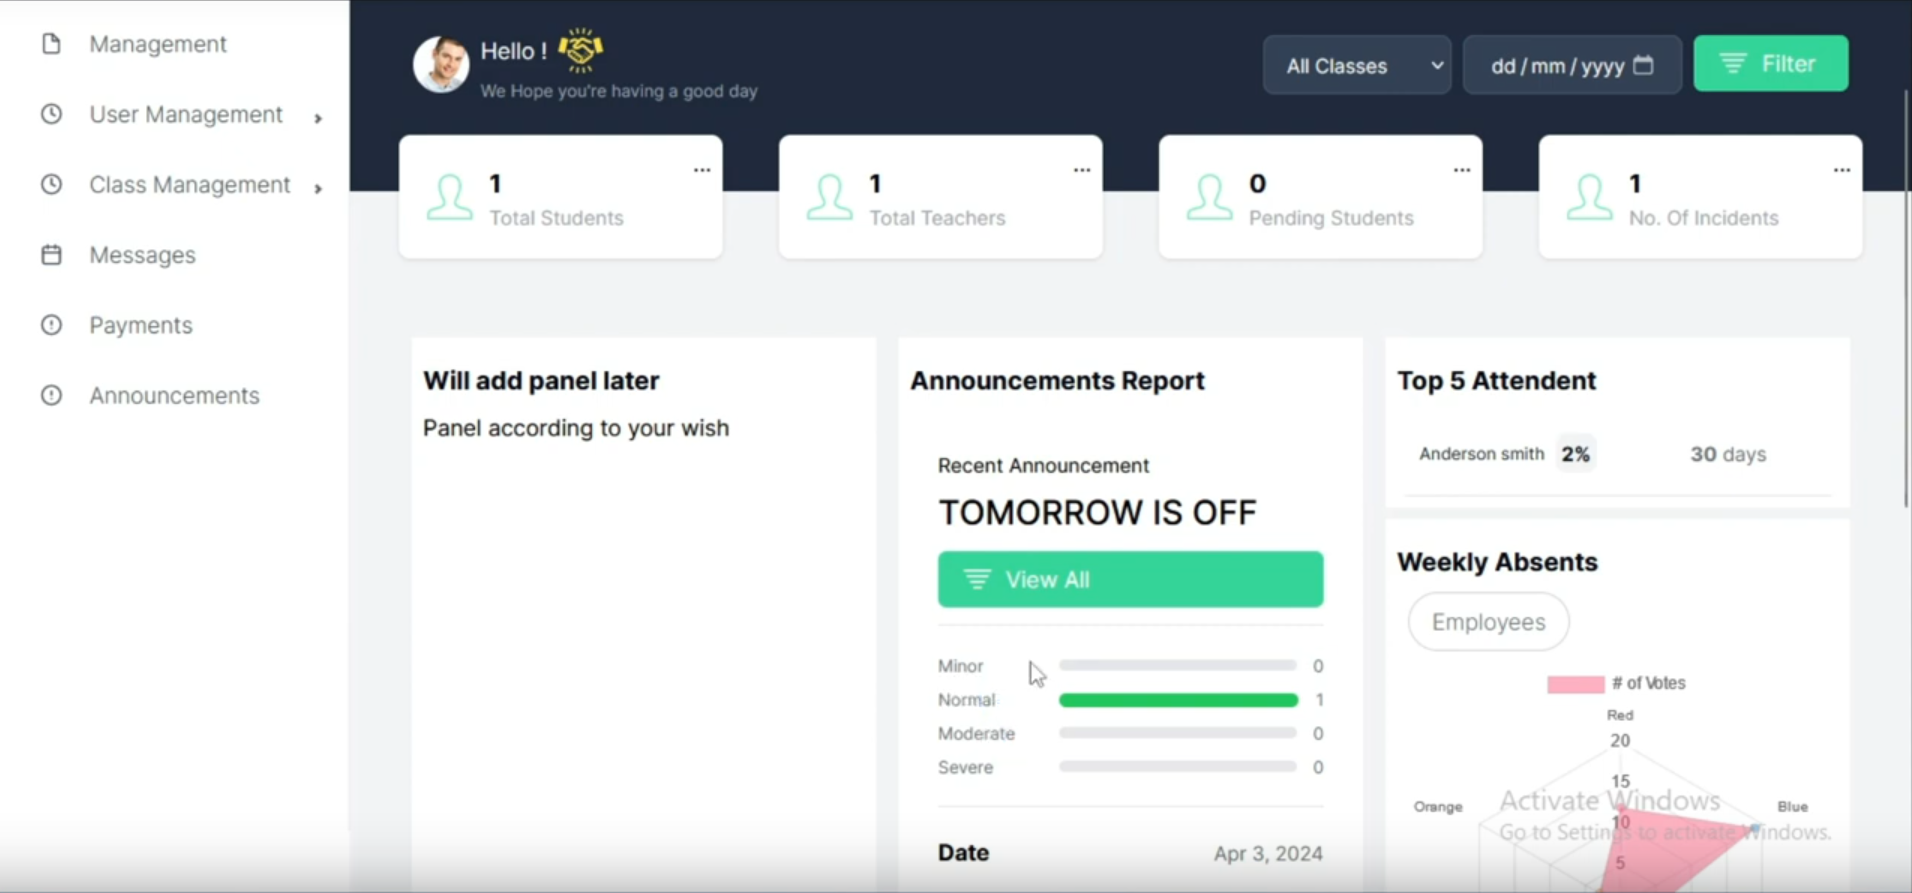 Management
User Management
Class Management
Messages
Payments
Announcements
Hello !
We Hope you're having a good day
All Classes
dd / mm / yyyy
Filter
1
Total Students
1
Total Teachers
0
Pending Students
1
No. Of Incidents
Will add panel later
Panel according to your wish
Announcements Report
Recent Announcement
TOMORROW IS OFF
View All
Minor 0
Normal 1
Moderate 0
Severe 0
Date Apr 3, 2024
Top 5 Attendent
Anderson smith 2% 30 days
Weekly Absents
Employees
# of Votes
Red
20
15
Orange
Blue
10
5
Activate Windows
Go to Settings to activate Windows.